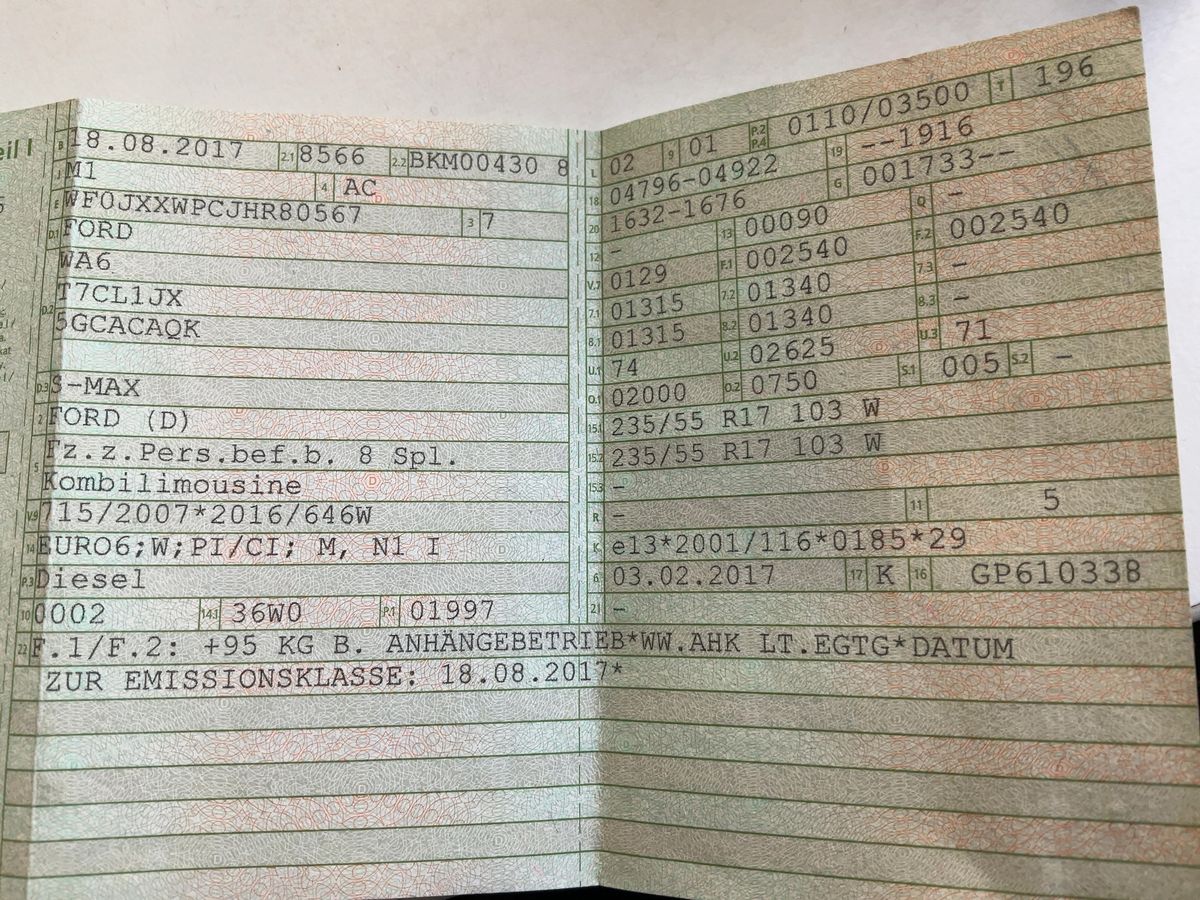 eil I
B 18.08.2017 2.1 8566 2.2 BKM00430 8
J M1 4 AC
E WF0JXXWPCJHR80567 3 7
D.1 FORD
WA6
D.2 T7CL1JX
5GCACAQK
D.3 S-MAX
2 FORD (D)
5 Fz.z.Pers.bef.b. 8 Spl.
Kombilimousine
V.9 715/2007*2016/646W
14 EURO6;W;PI/CI; M, N1 I
P.3 Diesel
10 0002 14.1 36W0 P.1 01997
L 02 9 01 P.2 P.4 0110/03500 T 196
18 04796-04922 19 --1916
20 1632-1676 G 001733--
12 - 13 00090 Q -
V.7 0129 F.1 002540 F.2 002540
7.1 01315 7.2 01340 7.3 -
8.1 01315 8.2 01340 8.3 -
U.1 74 U.2 02625 U.3 71
O.1 02000 O.2 0750 S.1 005 S.2 -
15.1 235/55 R17 103 W
15.2 235/55 R17 103 W
15.3 -
R - 11 5
K e13*2001/116*0185*29
6 03.02.2017 17 K 16 GP610338
21 -
22 F.1/F.2: +95 KG B. ANHÄNGEBETRIEB*WW.AHK LT.EGTG*DATUM
ZUR EMISSIONSKLASSE: 18.08.2017*